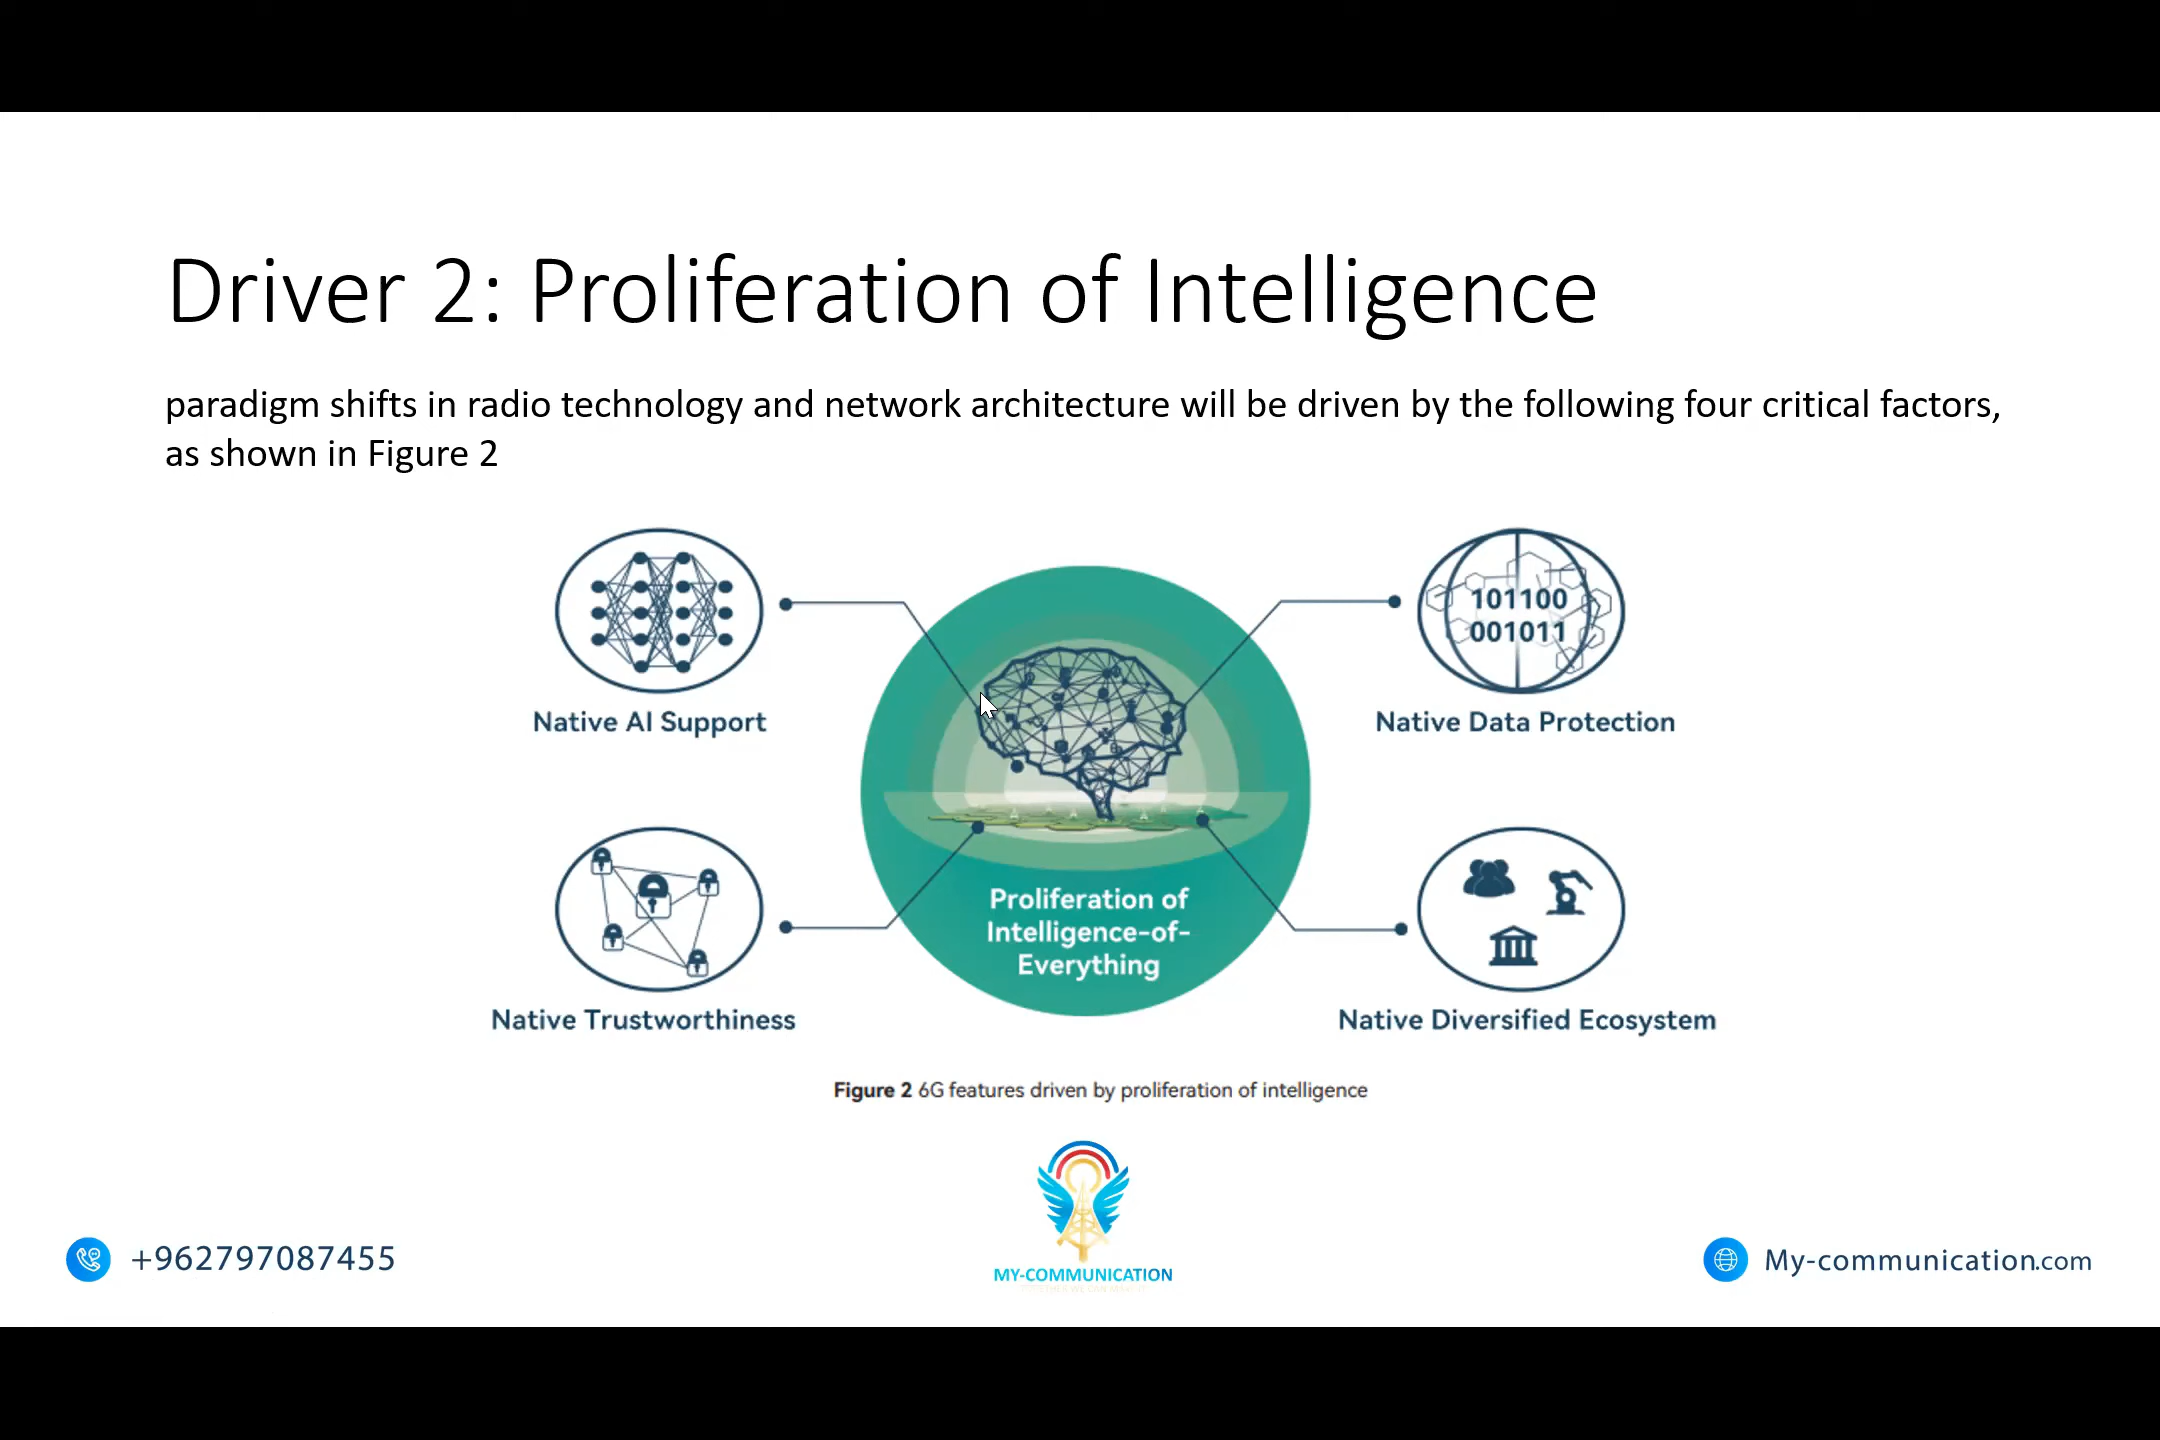 Driver 2: Proliferation of Intelligence
paradigm shifts in radio technology and network architecture will be driven by the following four critical factors,
as shown in Figure 2
101100
001011
Native AI Support
Native Data Protection
Proliferation of
Intelligence-of-
Everything
Native Trustworthiness
Native Diversified Ecosystem
Figure 2 6G features driven by proliferation of intelligence
MY-COMMUNICATION
+962797087455
My-communication.com